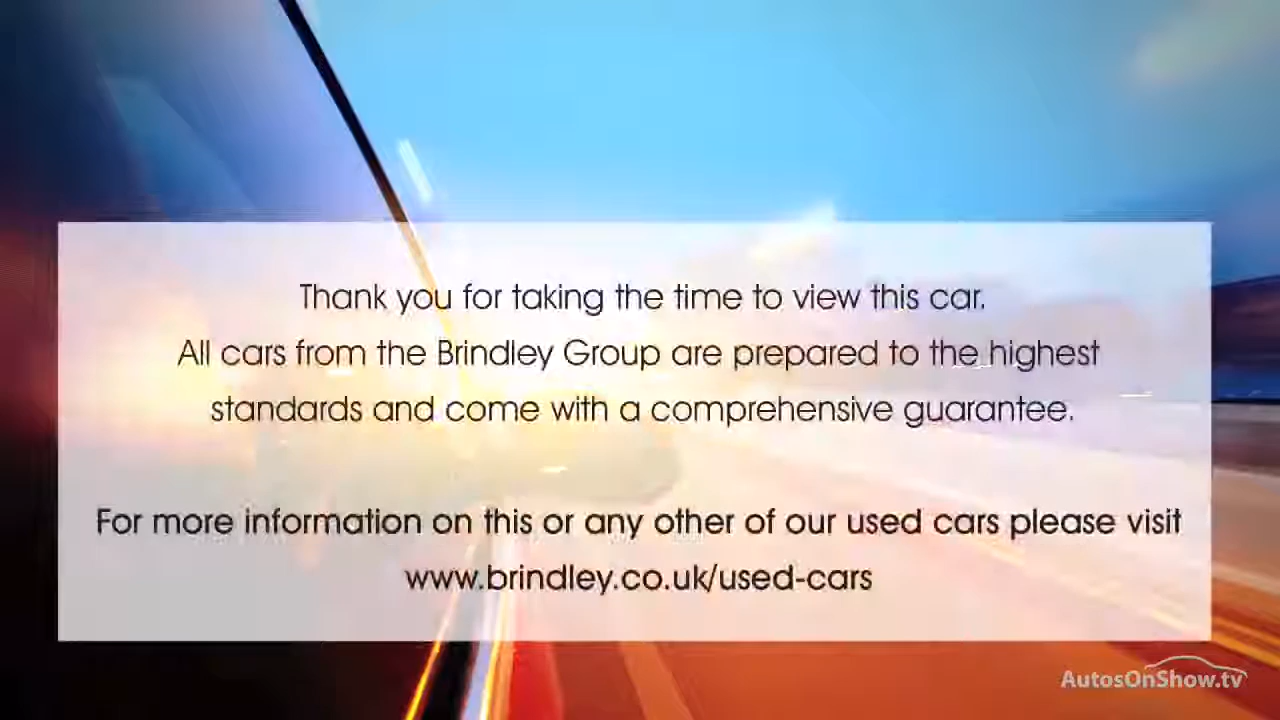 Thank you for taking the time to view this car.
All cars from the Brindley Group are prepared to the highest
standards and come with a comprehensive guarantee.
For more information on this or any other of our used cars please visit
www.brindley.co.uk/used-cars
AutosOnShow.tv